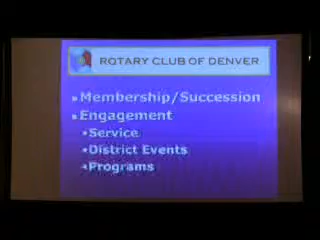 ROTARY CLUB OF DENVER
Membership/Succession
Engagement
Service
District Events
Programs